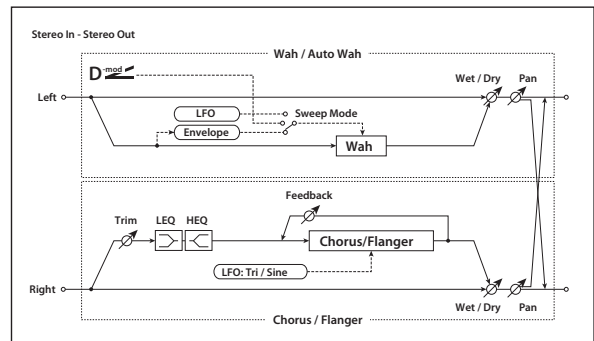 Stereo In - Stereo Out
Wah / Auto Wah
D-mod
Wet / Dry
Pan
Left
LFO
Sweep Mode
Envelope
Wah
Feedback
Trim
LEQ
HEQ
Chorus/Flanger
LFO: Tri / Sine
Right
Wet / Dry
Pan
Chorus / Flanger